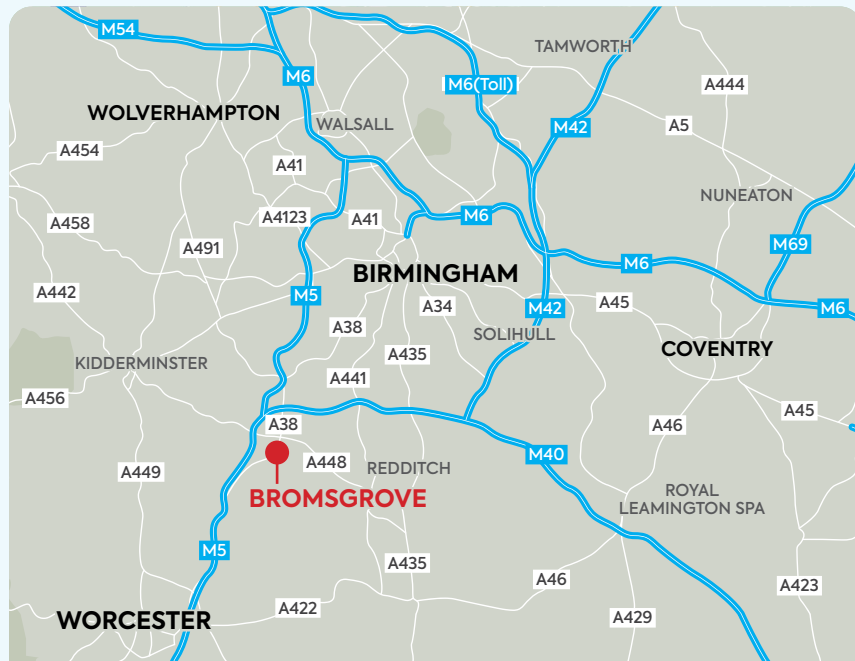 M54
TAMWORTH
M6
M6(Toll)
A444
WOLVERHAMPTON
WALSALL
M42
A5
A454
A41
NUNEATON
A458
A4123
A41
M6
A491
M69
BIRMINGHAM
M6
A442
M5
A34
M42
A45
M6
A38
SOLIHULL
KIDDERMINSTER
A435
COVENTRY
A441
A456
A38
A45
A46
A449
A448
REDDITCH
M40
BROMSGROVE
ROYAL
LEAMINGTON SPA
M5
A435
A46
A423
WORCESTER
A422
A429